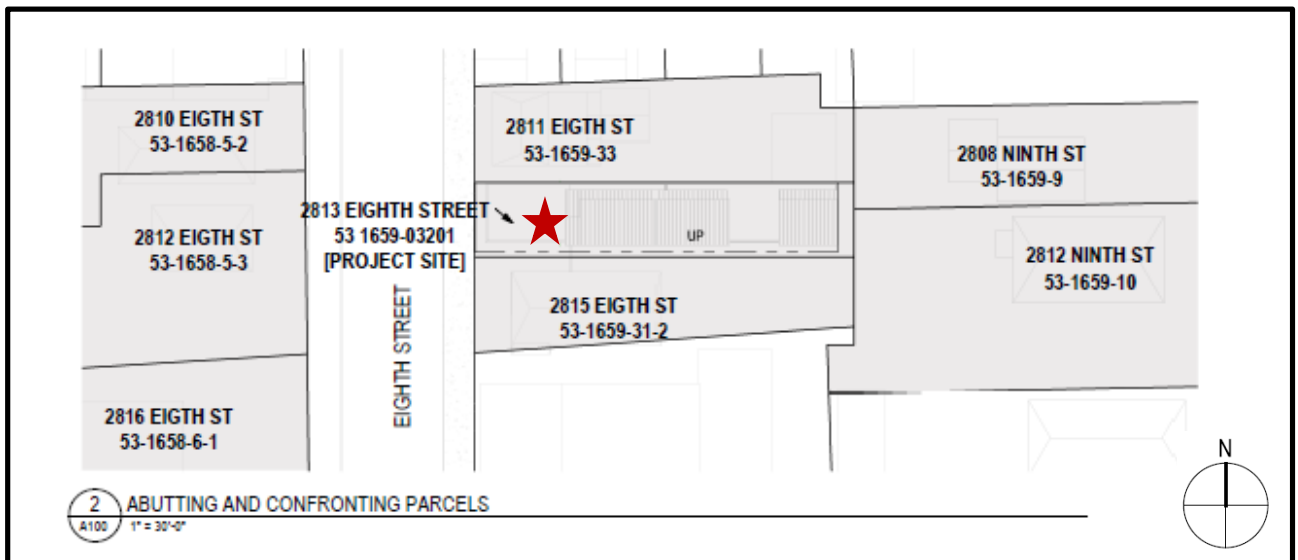 2810 EIGTH ST
53-1658-5-2
2811 EIGTH ST
53-1659-33
2808 NINTH ST
53-1659-9
2813 EIGHTH STREET
53 1659-03201
[PROJECT SITE]
UP
2812 EIGTH ST
53-1658-5-3
2812 NINTH ST
53-1659-10
2815 EIGTH ST
53-1659-31-2
EIGHTH STREET
2816 EIGTH ST
53-1658-6-1
N
2
A100
ABUTTING AND CONFRONTING PARCELS
1" = 30'-0"